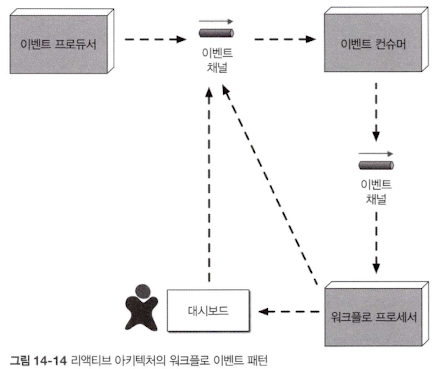 이벤트 프로듀서
이벤트
채널
이벤트 컨슈머
이벤트
채널
대시보드
워크플로 프로세서
그림 14-14 리액티브 아키텍처의 워크플로 이벤트 패턴